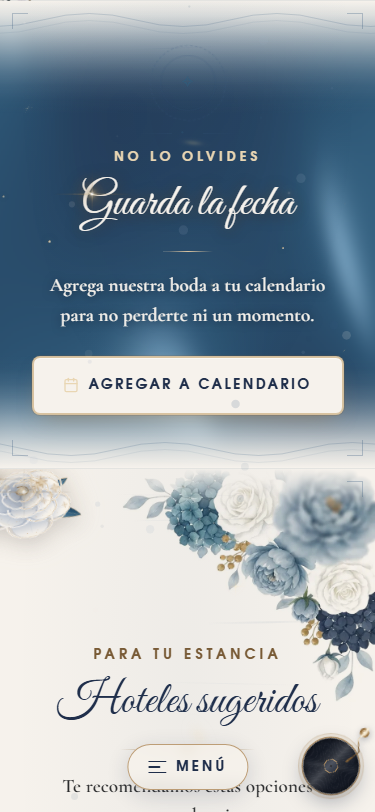 NO LO OLVIDES
Guarda la fecha
Agrega nuestra boda a tu calendario
para no perderte ni un momento.
AGREGAR A CALENDARIO
PARA TU ESTANCIA
Hoteles sugeridos
MENÚ
Te recomendamos estas opciones